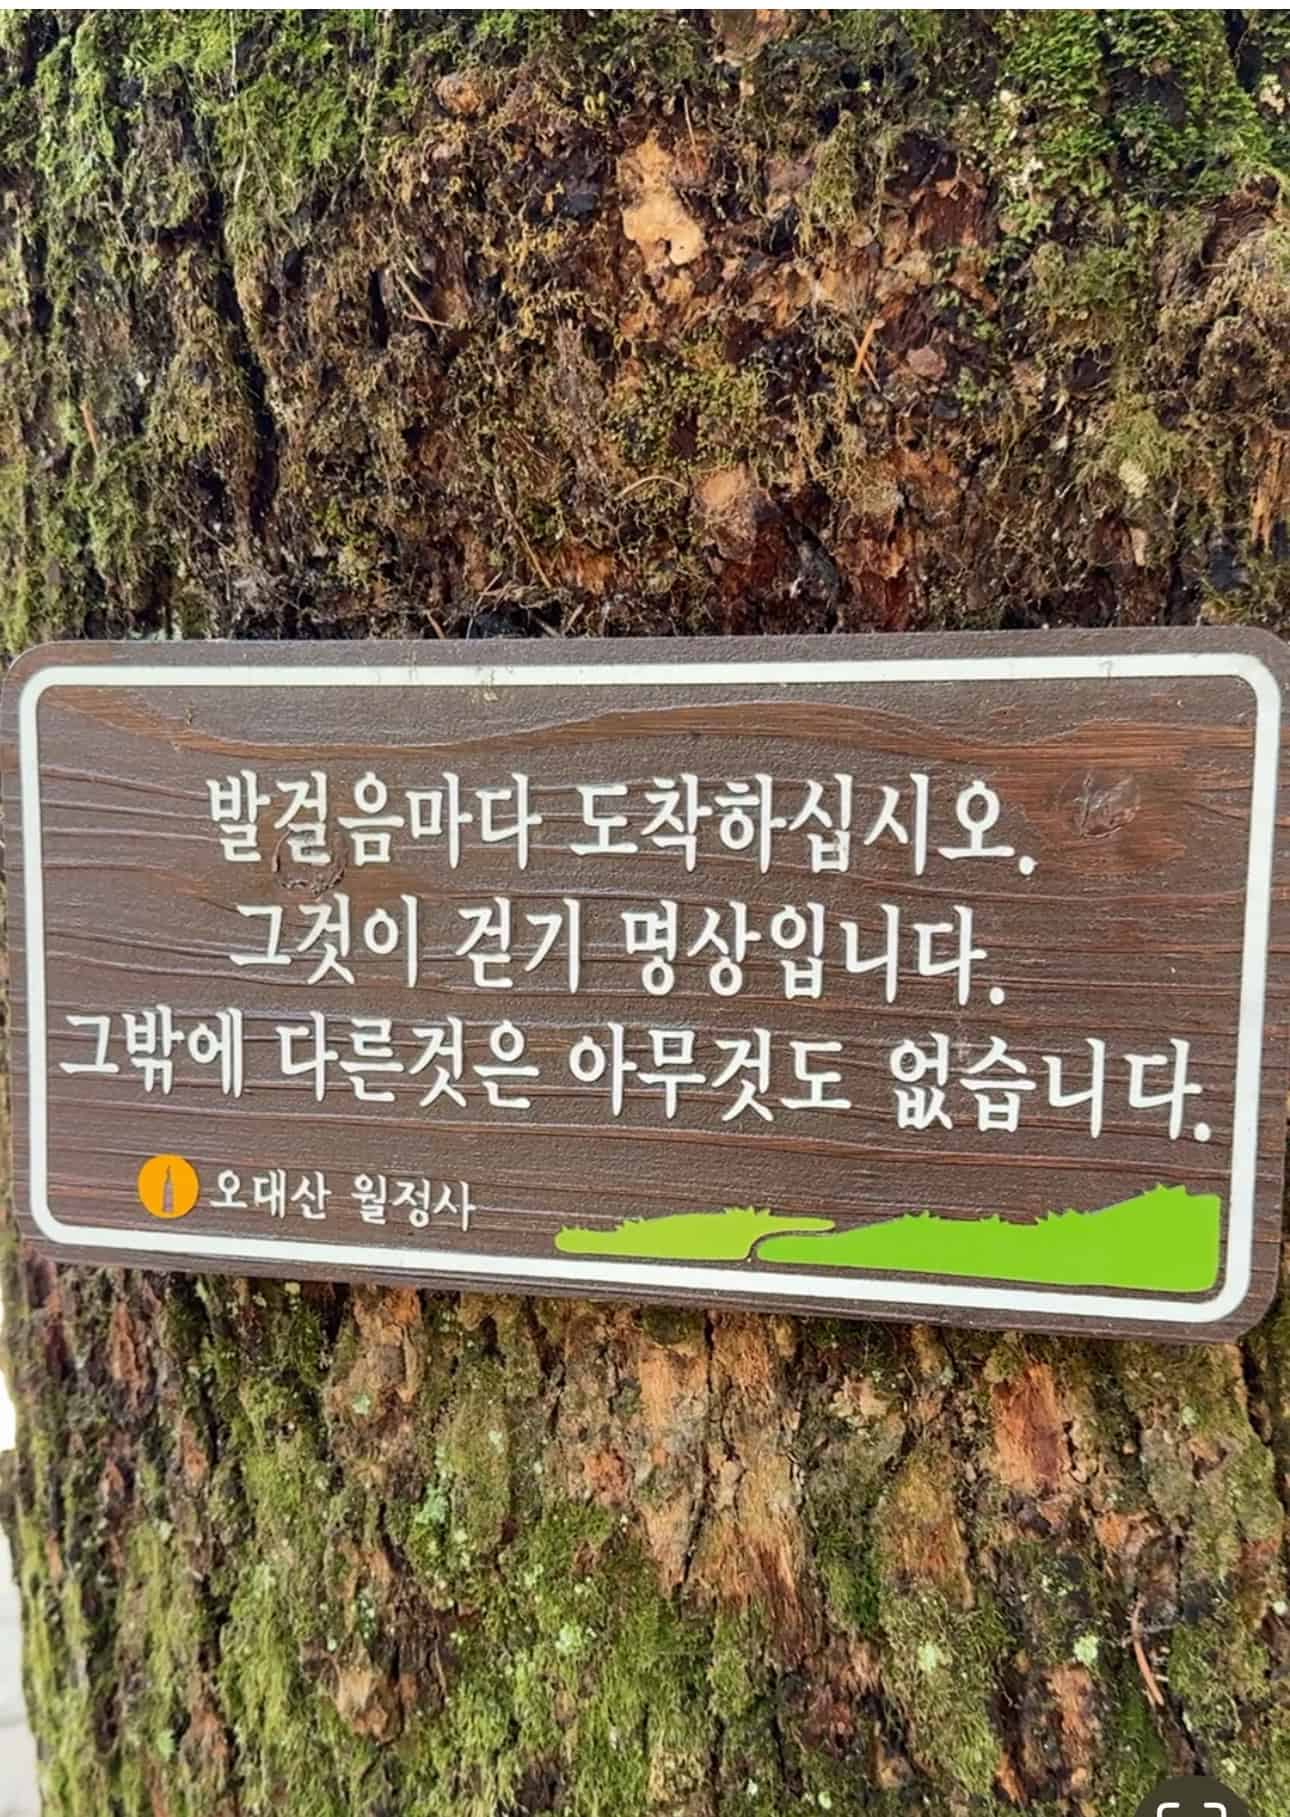 발걸음마다 도착하십시오.
그것이 걷기 명상입니다.
그밖에 다른것은 아무것도 없습니다.
오대산 월정사